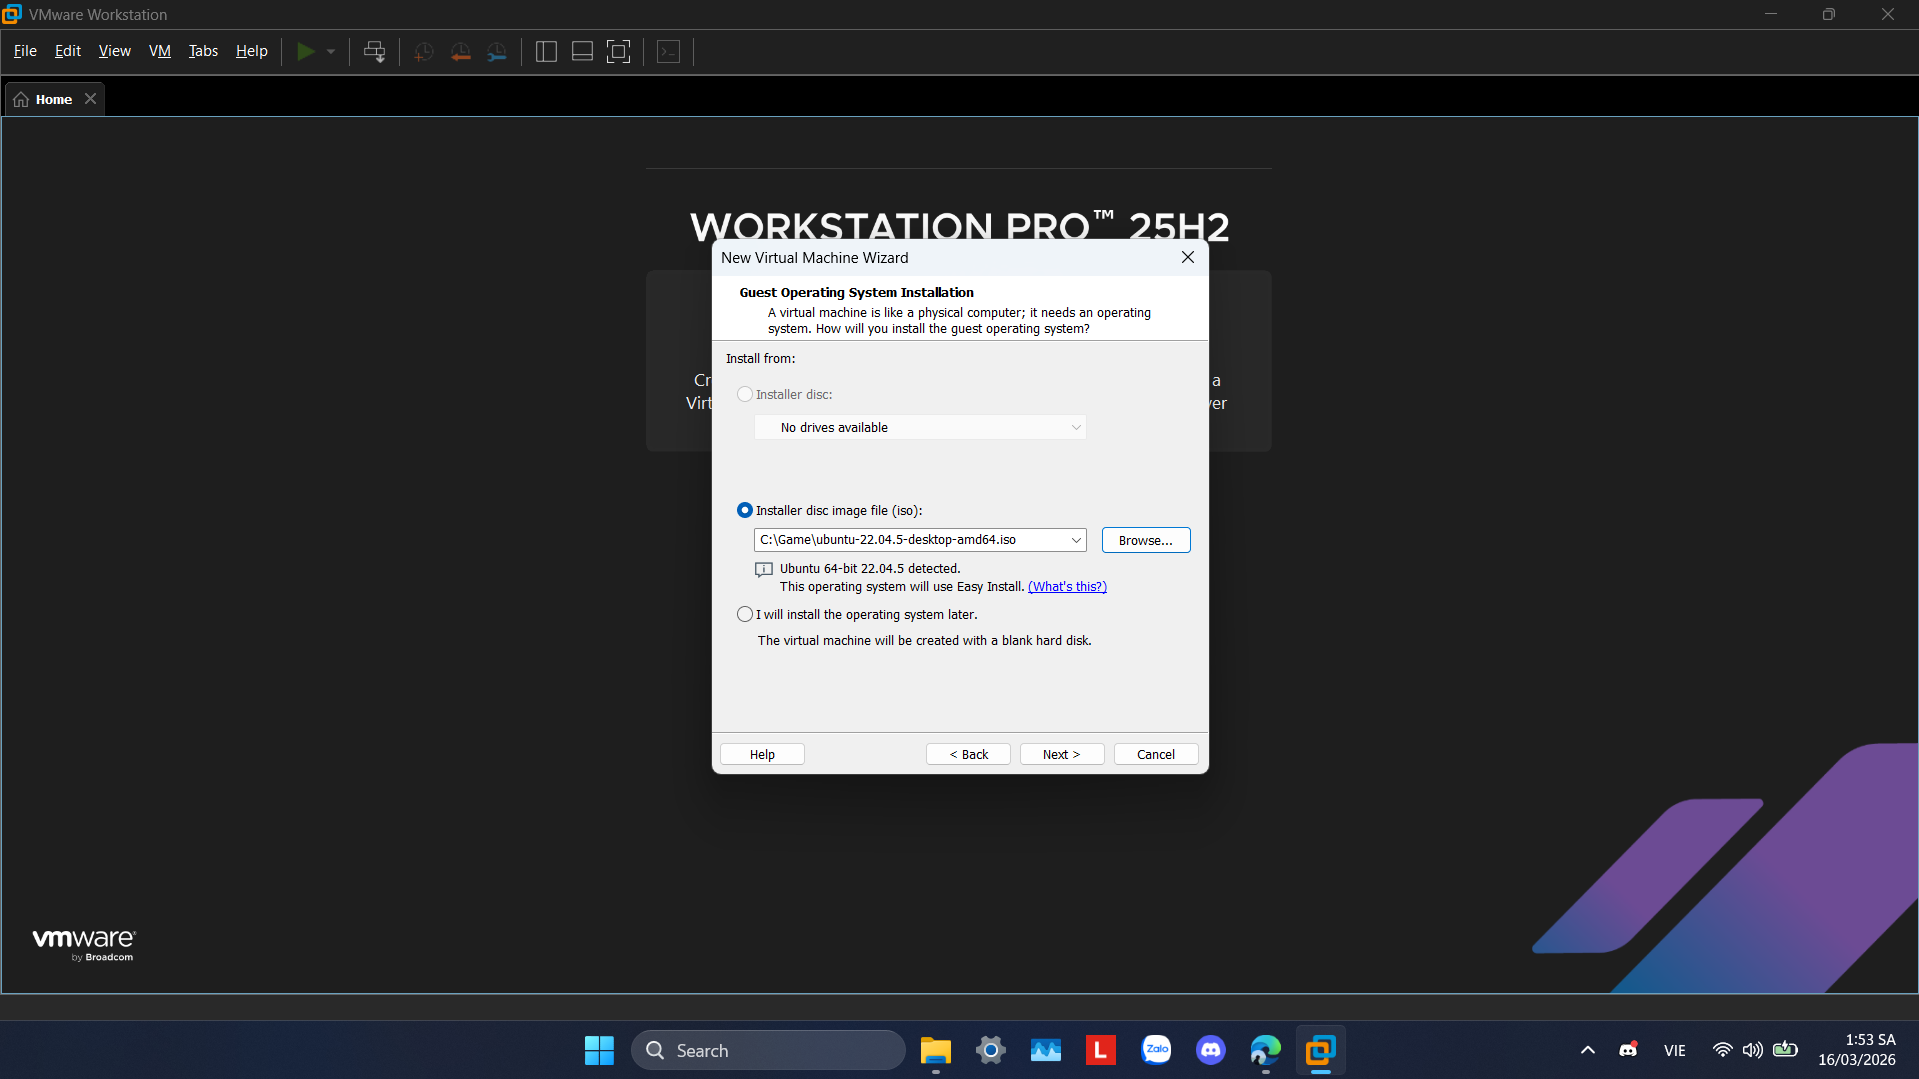 VMware Workstation
File Edit View VM Tabs Help
Home
WORKSTATION PRO™ 25H2
New Virtual Machine Wizard
Guest Operating System Installation
A virtual machine is like a physical computer; it needs an operating
system. How will you install the guest operating system?
Install from:
Installer disc:
No drives available
Installer disc image file (iso):
C:\Game\ubuntu-22.04.5-desktop-amd64.iso
Browse...
Ubuntu 64-bit 22.04.5 detected.
This operating system will use Easy Install. (What's this?)
I will install the operating system later.
The virtual machine will be created with a blank hard disk.
Help < Back Next > Cancel
Cr a
Virt ver
vmware®
by Broadcom
Search
L
Zalo
VIE
1:53 SA
16/03/2026